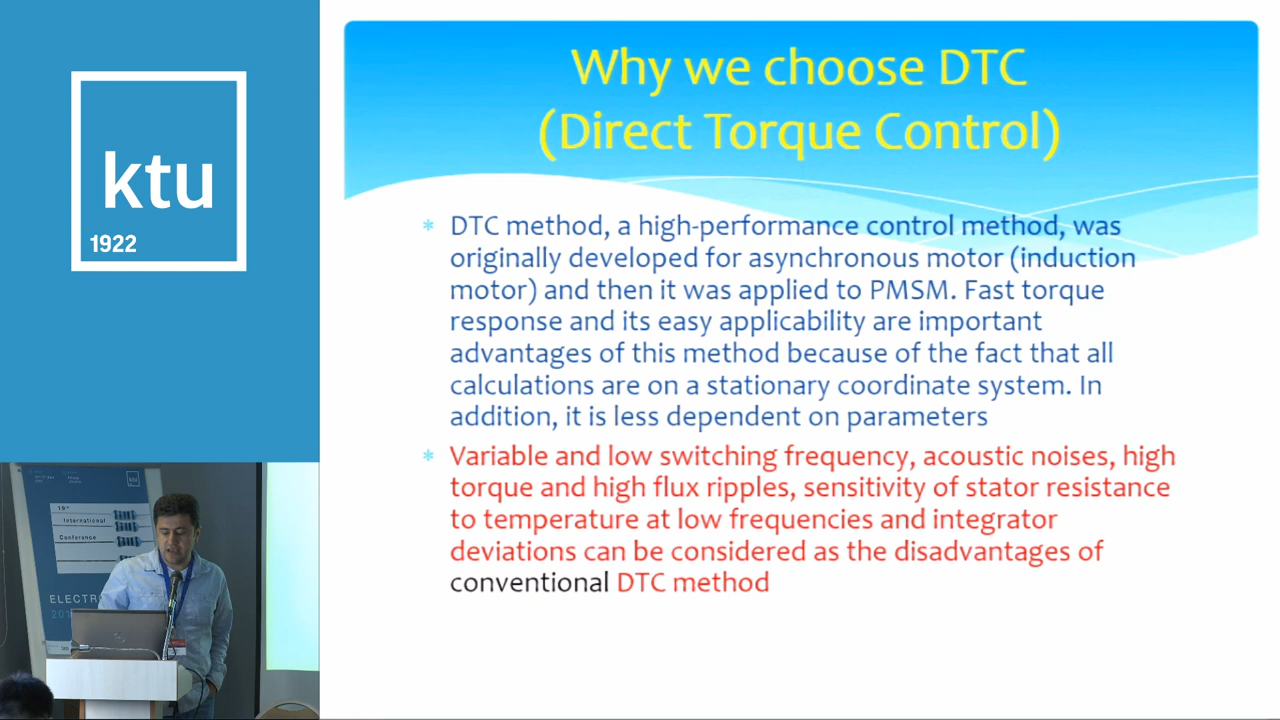 ktu
1922
Why we choose DTC
(Direct Torque Control)
DTC method, a high-performance control method, was
originally developed for asynchronous motor (induction
motor) and then it was applied to PMSM. Fast torque
response and its easy applicability are important
advantages of this method because of the fact that all
calculations are on a stationary coordinate system. In
addition, it is less dependent on parameters
Variable and low switching frequency, acoustic noises, high
torque and high flux ripples, sensitivity of stator resistance
to temperature at low frequencies and integrator
deviations can be considered as the disadvantages of
conventional DTC method
19th
International
Conference
ELECTRO
201